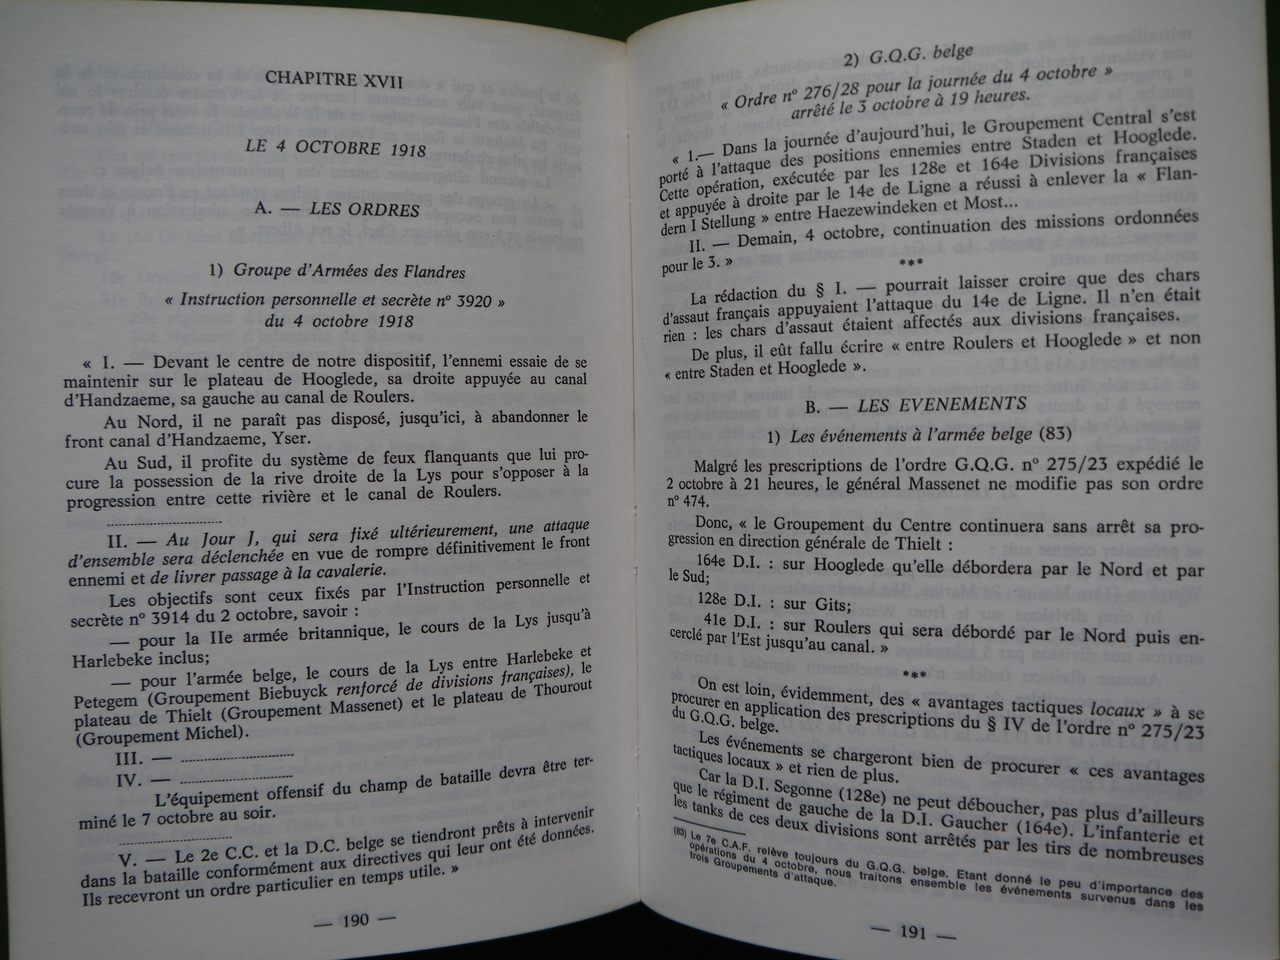 CHAPITRE XVII
LE 4 OCTOBRE 1918
A. — LES ORDRES
1) Groupe d'Armées des Flandres
« Instruction personnelle et secrète n° 3920 »
du 4 octobre 1918
« I. — Devant le centre de notre dispositif, l'ennemi essaie de se
maintenir sur le plateau de Hooglede, sa droite appuyée au canal
d'Handzaeme, sa gauche au canal de Roulers.
Au Nord, il ne paraît pas disposé, jusqu'ici, à abandonner le
front canal d'Handzaeme, Yser.
Au Sud, il profite du système de feux flanquants que lui pro-
cure la possession de la rive droite de la Lys pour s'opposer à la
progression entre cette rivière et le canal de Roulers.
..............................
II. — Au Jour J, qui sera fixé ultérieurement, une attaque
d'ensemble sera déclenchée en vue de rompre définitivement le front
ennemi et de livrer passage à la cavalerie.
Les objectifs sont ceux fixés par l'Instruction personnelle et
secrète n° 3914 du 2 octobre, savoir :
— pour la IIe armée britannique, le cours de la Lys jusqu'à
Harlebeke inclus;
— pour l'armée belge, le cours de la Lys entre Harlebeke et
Petegem (Groupement Biebuyck renforcé de divisions françaises), le
plateau de Thielt (Groupement Massenet) et le plateau de Thourout
(Groupement Michel).
III. — ..............................
IV. — ..............................
L'équipement offensif du champ de bataille devra être ter-
miné le 7 octobre au soir.
..............................
V. — Le 2e C.C. et la D.C. belge se tiendront prêts à intervenir
dans la bataille conformément aux directives qui leur ont été données.
Ils recevront un ordre particulier en temps utile. »
— 190 —
2) G.Q.G. belge
« Ordre n° 276/28 pour la journée du 4 octobre »
arrêté le 3 octobre à 19 heures.
« 1.— Dans la journée d'aujourd'hui, le Groupement Central s'est
porté à l'attaque des positions ennemies entre Staden et Hooglede.
Cette opération, exécutée par les 128e et 164e Divisions françaises
et appuyée à droite par le 14e de Ligne a réussi à enlever la « Flan-
dern I Stellung » entre Haezewindeken et Most...
II. — Demain, 4 octobre, continuation des missions ordonnées
pour le 3. »
***
La rédaction du § I. — pourrait laisser croire que des chars
d'assaut français appuyaient l'attaque du 14e de Ligne. Il n'en était
rien : les chars d'assaut étaient affectés aux divisions françaises.
De plus, il eût fallu écrire « entre Roulers et Hooglede » et non
« entre Staden et Hooglede ».
B. — LES EVENEMENTS
1) Les événements à l'armée belge (83)
Malgré les prescriptions de l'ordre G.Q.G. n° 275/23 expédié le
2 octobre à 21 heures, le général Massenet ne modifie pas son ordre
n° 474.
Donc, « le Groupement du Centre continuera sans arrêt sa pro-
gression en direction générale de Thielt :
164e D.I. : sur Hooglede qu'elle débordera par le Nord et par
le Sud;
128e D.I. : sur Gits;
41e D.I. : sur Roulers qui sera débordé par le Nord puis en-
cerclé par l'Est jusqu'au canal. »
***
On est loin, évidemment, des « avantages tactiques locaux » à se
procurer en application des prescriptions du § IV de l'ordre n° 275/23
du G.Q.G. belge.
Les événements se chargeront bien de procurer « ces avantages
tactiques locaux » et rien de plus.
Car la D.I. Segonne (128e) ne peut déboucher, pas plus d'ailleurs
que le régiment de gauche de la D.I. Gaucher (164e). L'infanterie et
les tanks de ces deux divisions sont arrêtés par les tirs de nombreuses
(83) Le 7e C.A.F. relève toujours du G.Q.G. belge. Etant donné le peu d'importance des
opérations du 4 octobre, nous traitons ensemble les événements survenus dans les
trois Groupements d'attaque.
— 191 —